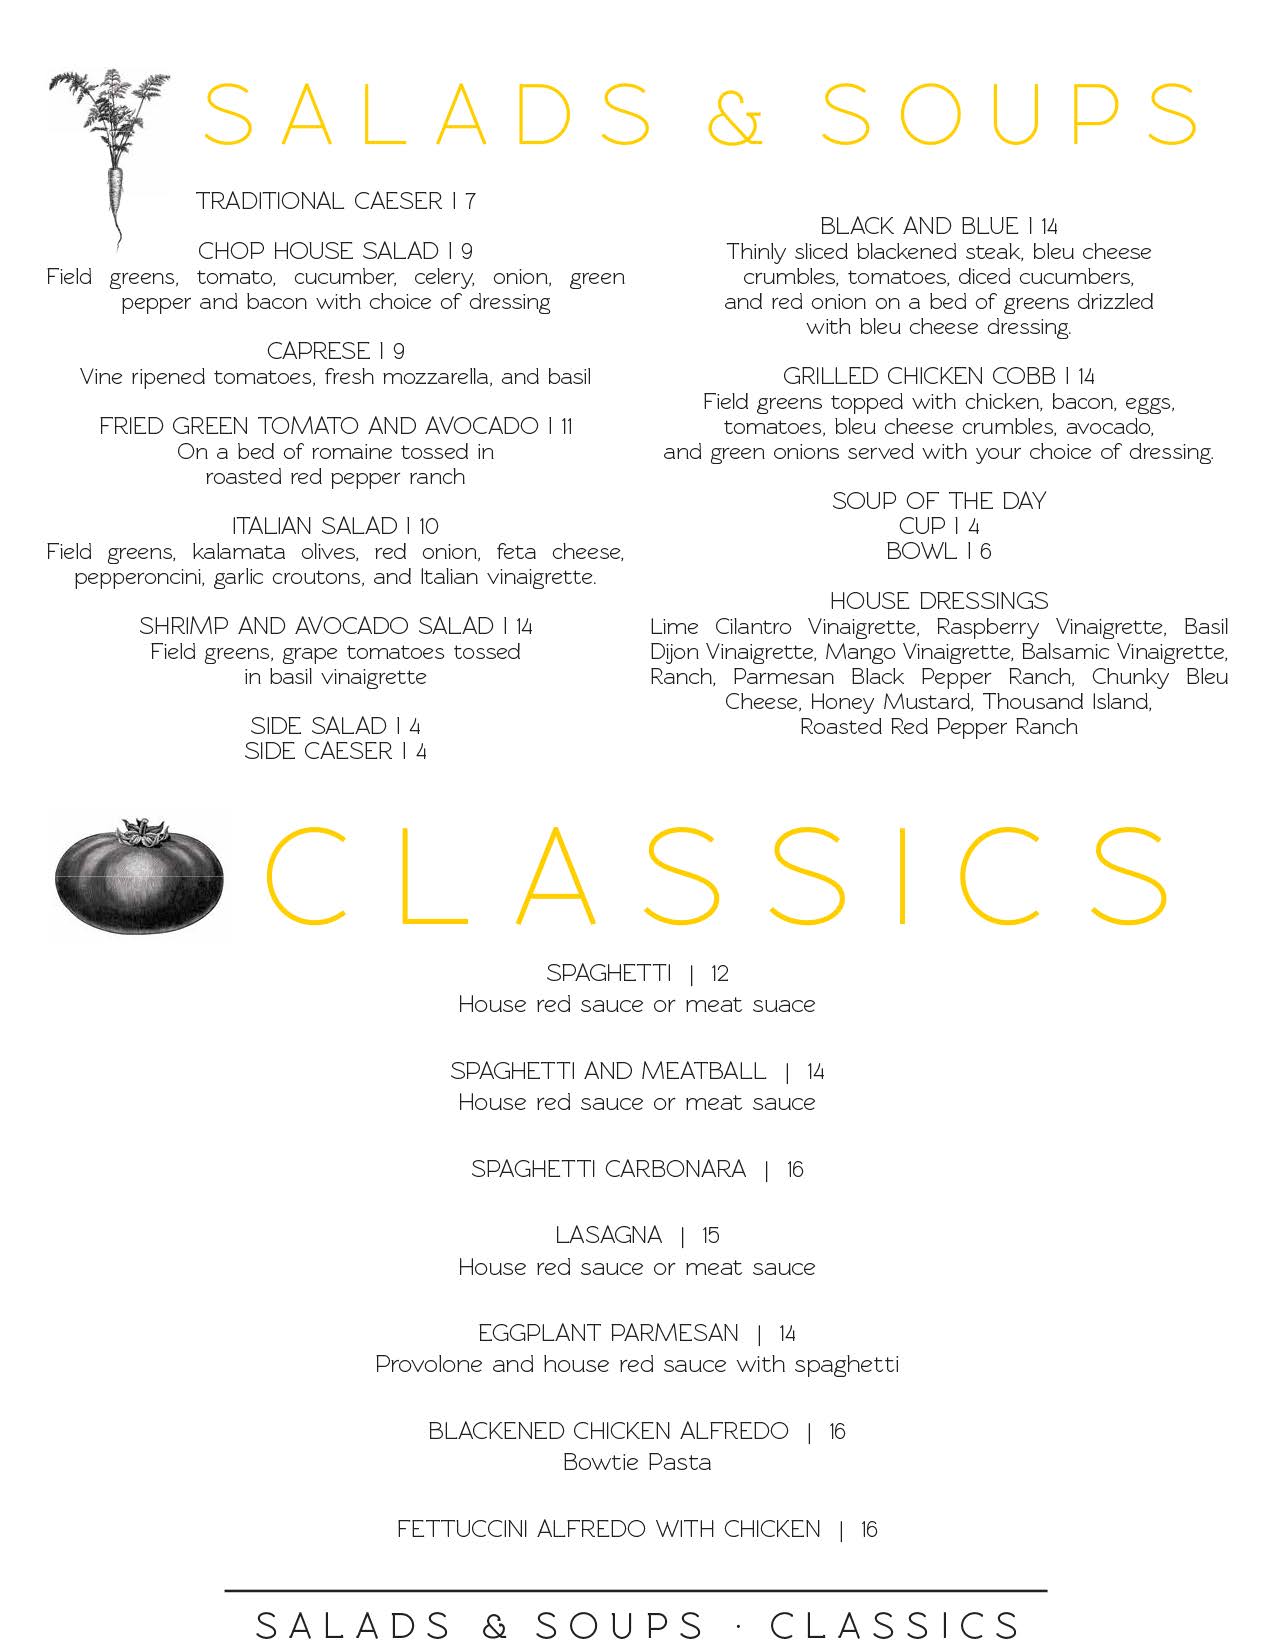 SALADS & SOUPS
TRADITIONAL CAESER | 7
CHOP HOUSE SALAD | 9
Field greens, tomato, cucumber, celery, onion, green
pepper and bacon with choice of dressing
CAPRESE | 9
Vine ripened tomatoes, fresh mozzarella, and basil
FRIED GREEN TOMATO AND AVOCADO | 11
On a bed of romaine tossed in
roasted red pepper ranch
ITALIAN SALAD | 10
Field greens, kalamata olives, red onion, feta cheese,
pepperoncini, garlic croutons, and Italian vinaigrette.
SHRIMP AND AVOCADO SALAD | 14
Field greens, grape tomatoes tossed
in basil vinaigrette
SIDE SALAD | 4
SIDE CAESER | 4
BLACK AND BLUE | 14
Thinly sliced blackened steak, bleu cheese
crumbles, tomatoes, diced cucumbers,
and red onion on a bed of greens drizzled
with bleu cheese dressing.
GRILLED CHICKEN COBB | 14
Field greens topped with chicken, bacon, eggs,
tomatoes, bleu cheese crumbles, avocado,
and green onions served with your choice of dressing.
SOUP OF THE DAY
CUP | 4
BOWL | 6
HOUSE DRESSINGS
Lime Cilantro Vinaigrette, Raspberry Vinaigrette, Basil
Dijon Vinaigrette, Mango Vinaigrette, Balsamic Vinaigrette,
Ranch, Parmesan Black Pepper Ranch, Chunky Bleu
Cheese, Honey Mustard, Thousand Island,
Roasted Red Pepper Ranch
CLASSICS
SPAGHETTI | 12
House red sauce or meat suace
SPAGHETTI AND MEATBALL | 14
House red sauce or meat sauce
SPAGHETTI CARBONARA | 16
LASAGNA | 15
House red sauce or meat sauce
EGGPLANT PARMESAN | 14
Provolone and house red sauce with spaghetti
BLACKENED CHICKEN ALFREDO | 16
Bowtie Pasta
FETTUCCINI ALFREDO WITH CHICKEN | 16
SALADS & SOUPS · CLASSICS